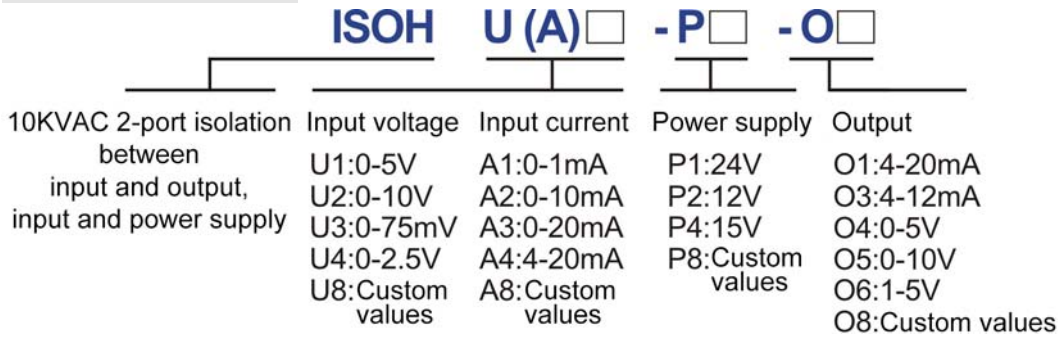 ISOH U (A)□ - P□ - O□
10KVAC 2-port isolation
between
input and output,
input and power supply
Input voltage
U1:0-5V
U2:0-10V
U3:0-75mV
U4:0-2.5V
U8:Custom
values
Input current
A1:0-1mA
A2:0-10mA
A3:0-20mA
A4:4-20mA
A8:Custom
values
Power supply
P1:24V
P2:12V
P4:15V
P8:Custom
values
Output
O1:4-20mA
O3:4-12mA
O4:0-5V
O5:0-10V
O6:1-5V
O8:Custom values